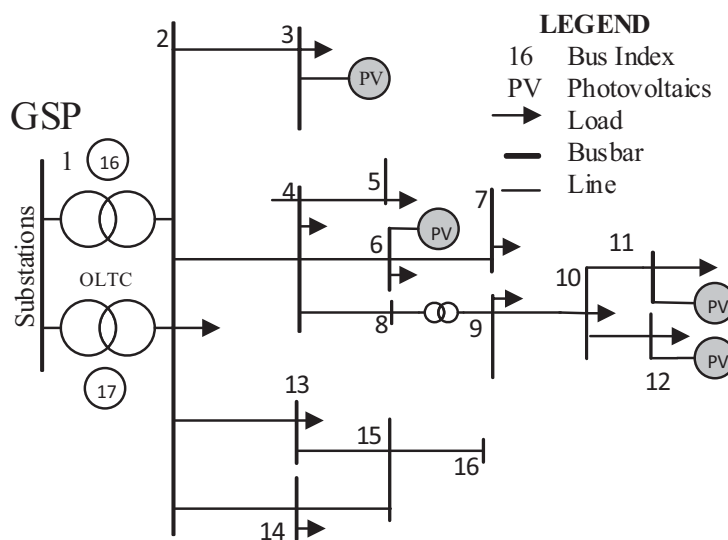 LEGEND
16 Bus Index
PV Photovoltaics
Load
Busbar
Line
GSP
Substations
1
16
OLTC
17
2
3
PV
4
5
6
PV
7
8
9
10
11
PV
12
PV
13
14
15
16